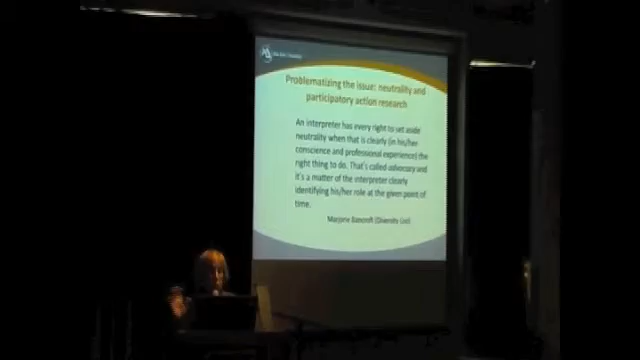 Problematizing the issue: neutrality and
participatory action research
An interpreter has every right to set aside
neutrality when that is clearly (in his/her
conscience and professional experience) the
right thing to do. That's called advocacy and
it's a matter of the interpreter clearly
identifying his/her role at the given point of
time.
Marjorie Bancroft (Diversity List)